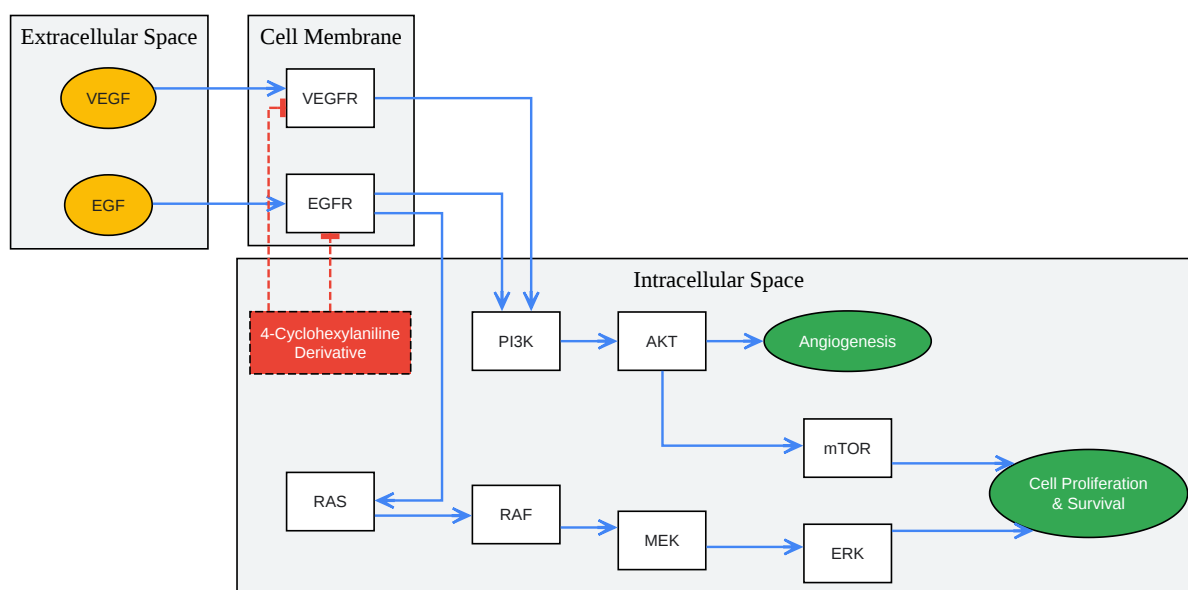 Extracellular Space
Cell Membrane
VEGF
VEGFR
EGF
EGFR
Intracellular Space
4-Cyclohexylaniline
Derivative
PI3K
AKT
Angiogenesis
mTOR
RAS
RAF
MEK
ERK
Cell Proliferation
& Survival